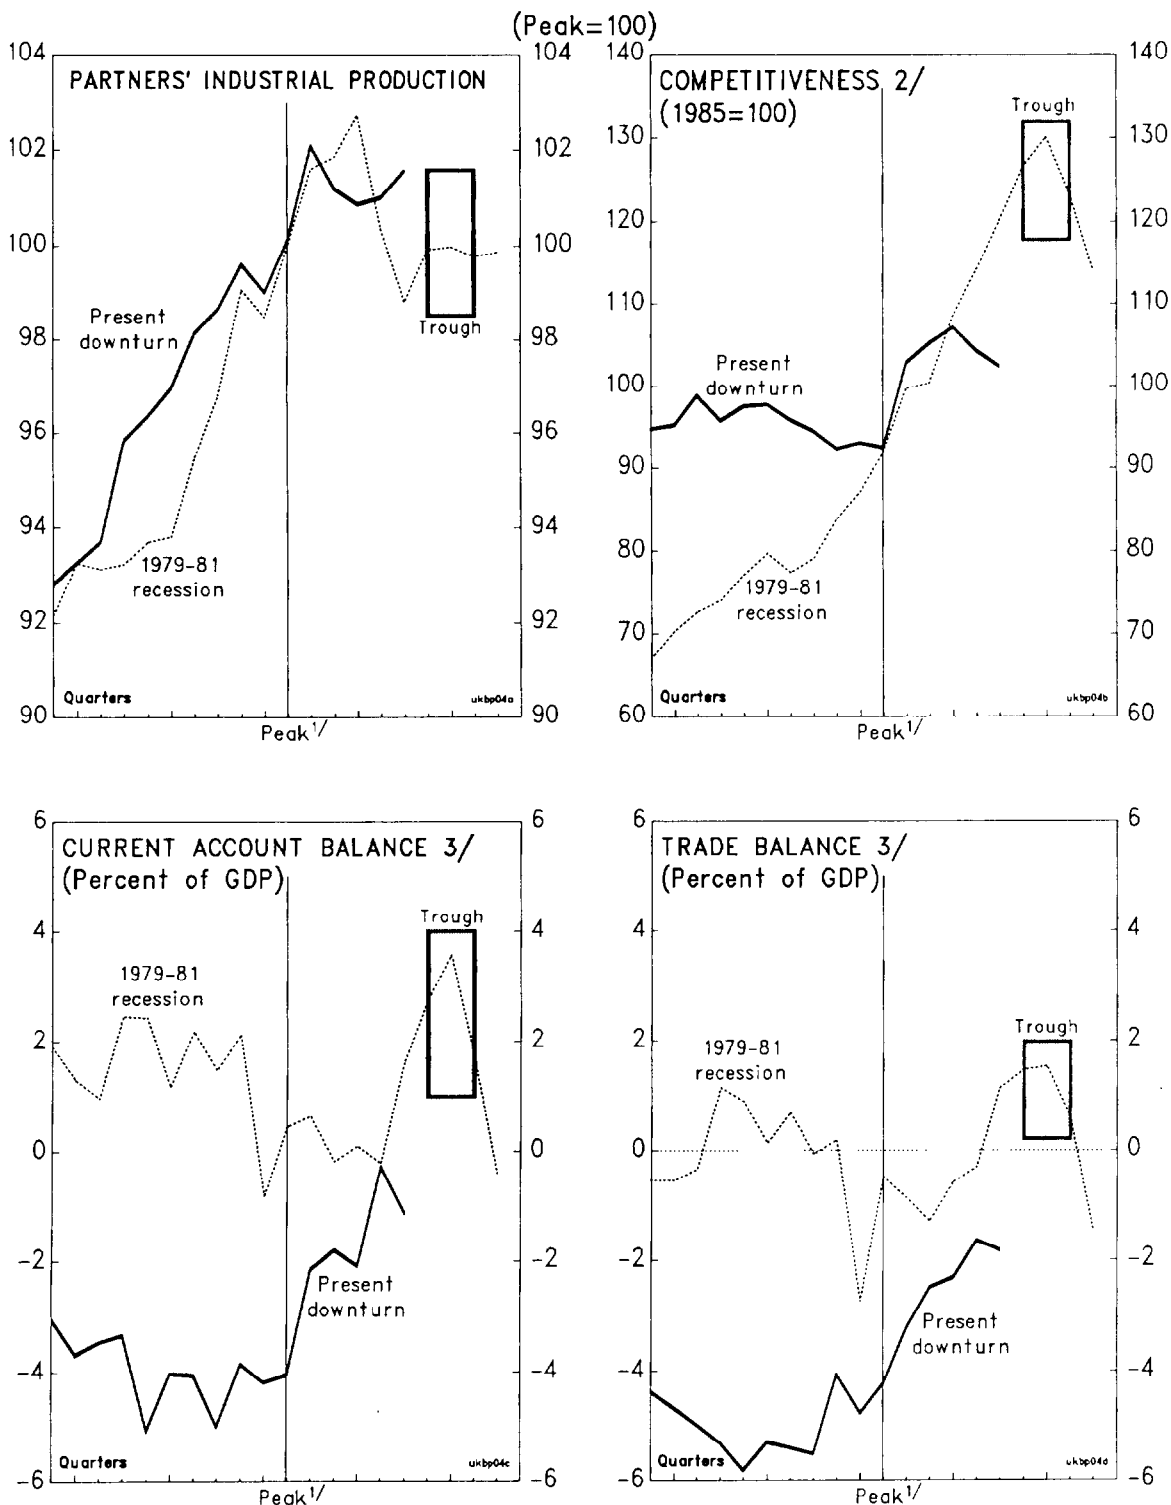 (Peak=100)
PARTNERS' INDUSTRIAL PRODUCTION
104
102
100
98
96
94
92
90
104
102
100
98
96
94
92
90
Present
downturn
1979-81
recession
Trough
Quarters
ukbp04a
Peak1/
COMPETITIVENESS 2/
(1985=100)
140
130
120
110
100
90
80
70
60
140
130
120
110
100
90
80
70
60
Trough
Present
downturn
1979-81
recession
Quarters
ukbp04b
Peak1/
CURRENT ACCOUNT BALANCE 3/
(Percent of GDP)
6
4
2
0
-2
-4
-6
6
4
2
0
-2
-4
-6
Trough
1979-81
recession
Present
downturn
Quarters
ukbp04c
Peak1/
TRADE BALANCE 3/
(Percent of GDP)
6
4
2
0
-2
-4
-6
6
4
2
0
-2
-4
-6
Trough
1979-81
recession
Present
downturn
Quarters
ukbp04d
Peak1/